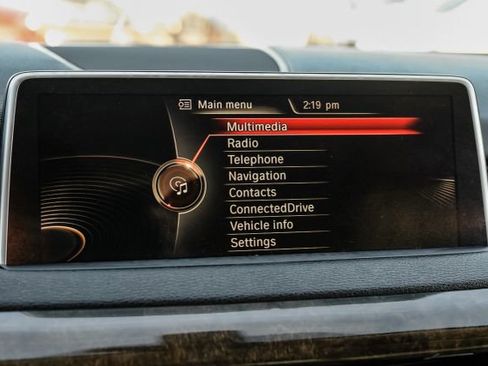 Main menu 2:19 pm
Multimedia
Radio
Telephone
Navigation
Contacts
ConnectedDrive
Vehicle info
Settings